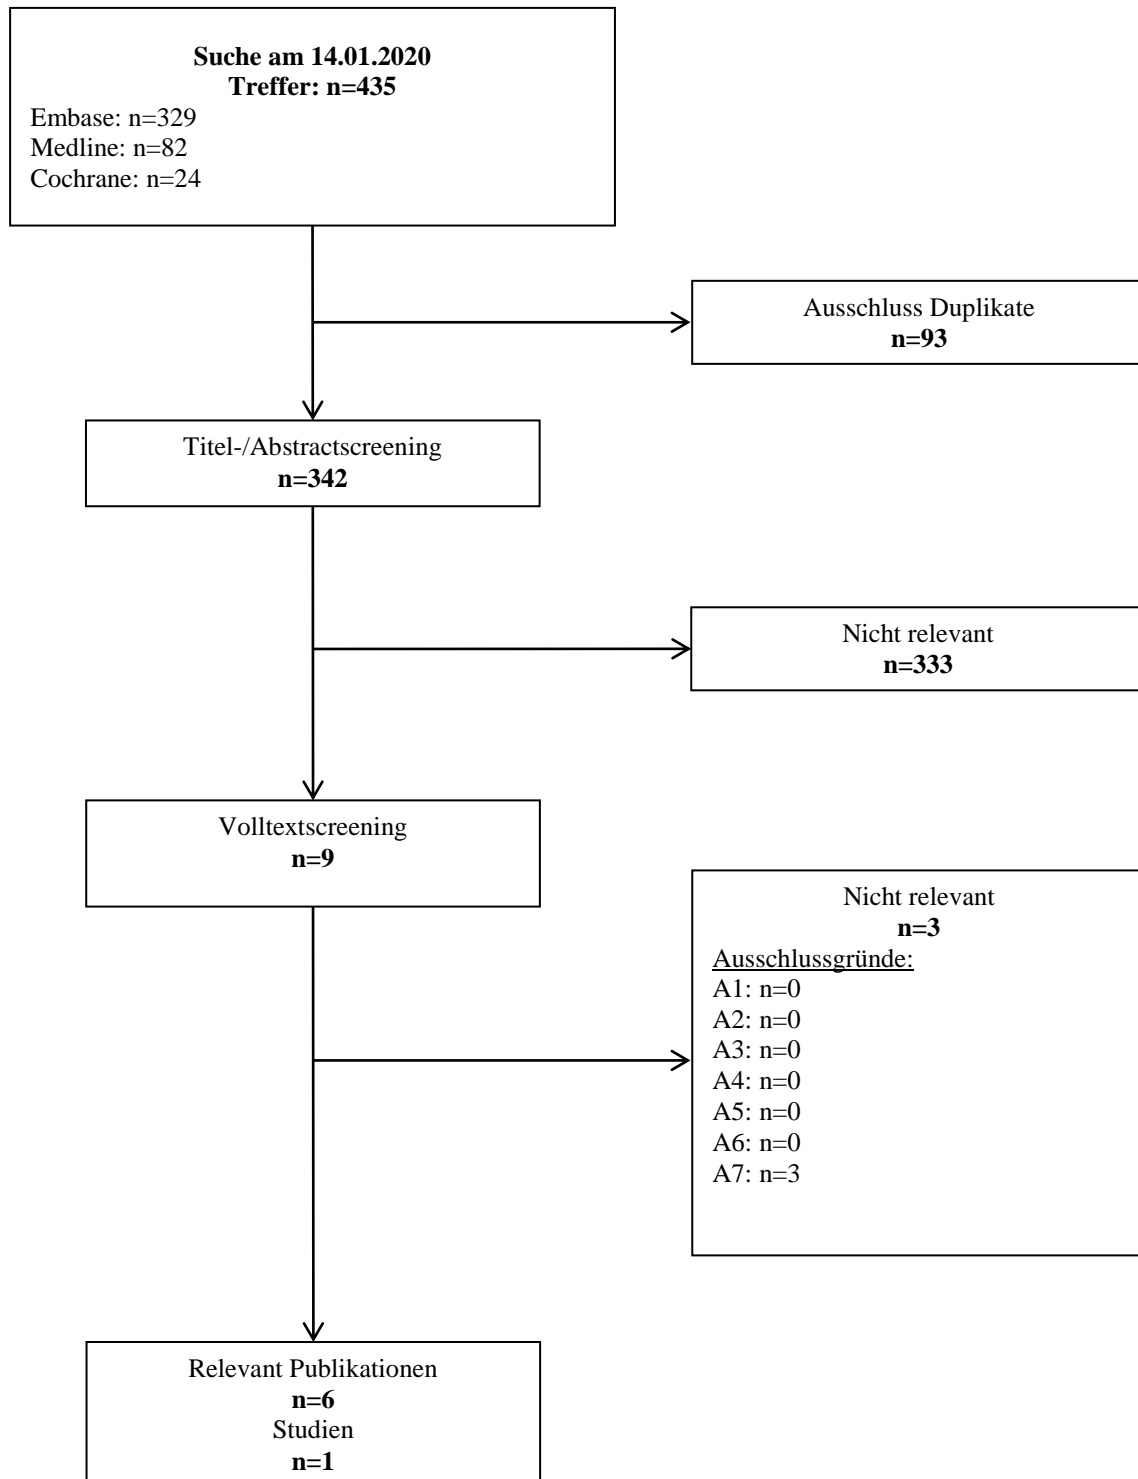 Suche am 14.01.2020
Treffer: n=435
Embase: n=329
Medline: n=82
Cochrane: n=24
Ausschluss Duplikate
n=93
Titel-/Abstractscreening
n=342
Nicht relevant
n=333
Volltextscreening
n=9
Nicht relevant
n=3
Ausschlussgründe:
A1: n=0
A2: n=0
A3: n=0
A4: n=0
A5: n=0
A6: n=0
A7: n=3
Relevant Publikationen
n=6
Studien
n=1